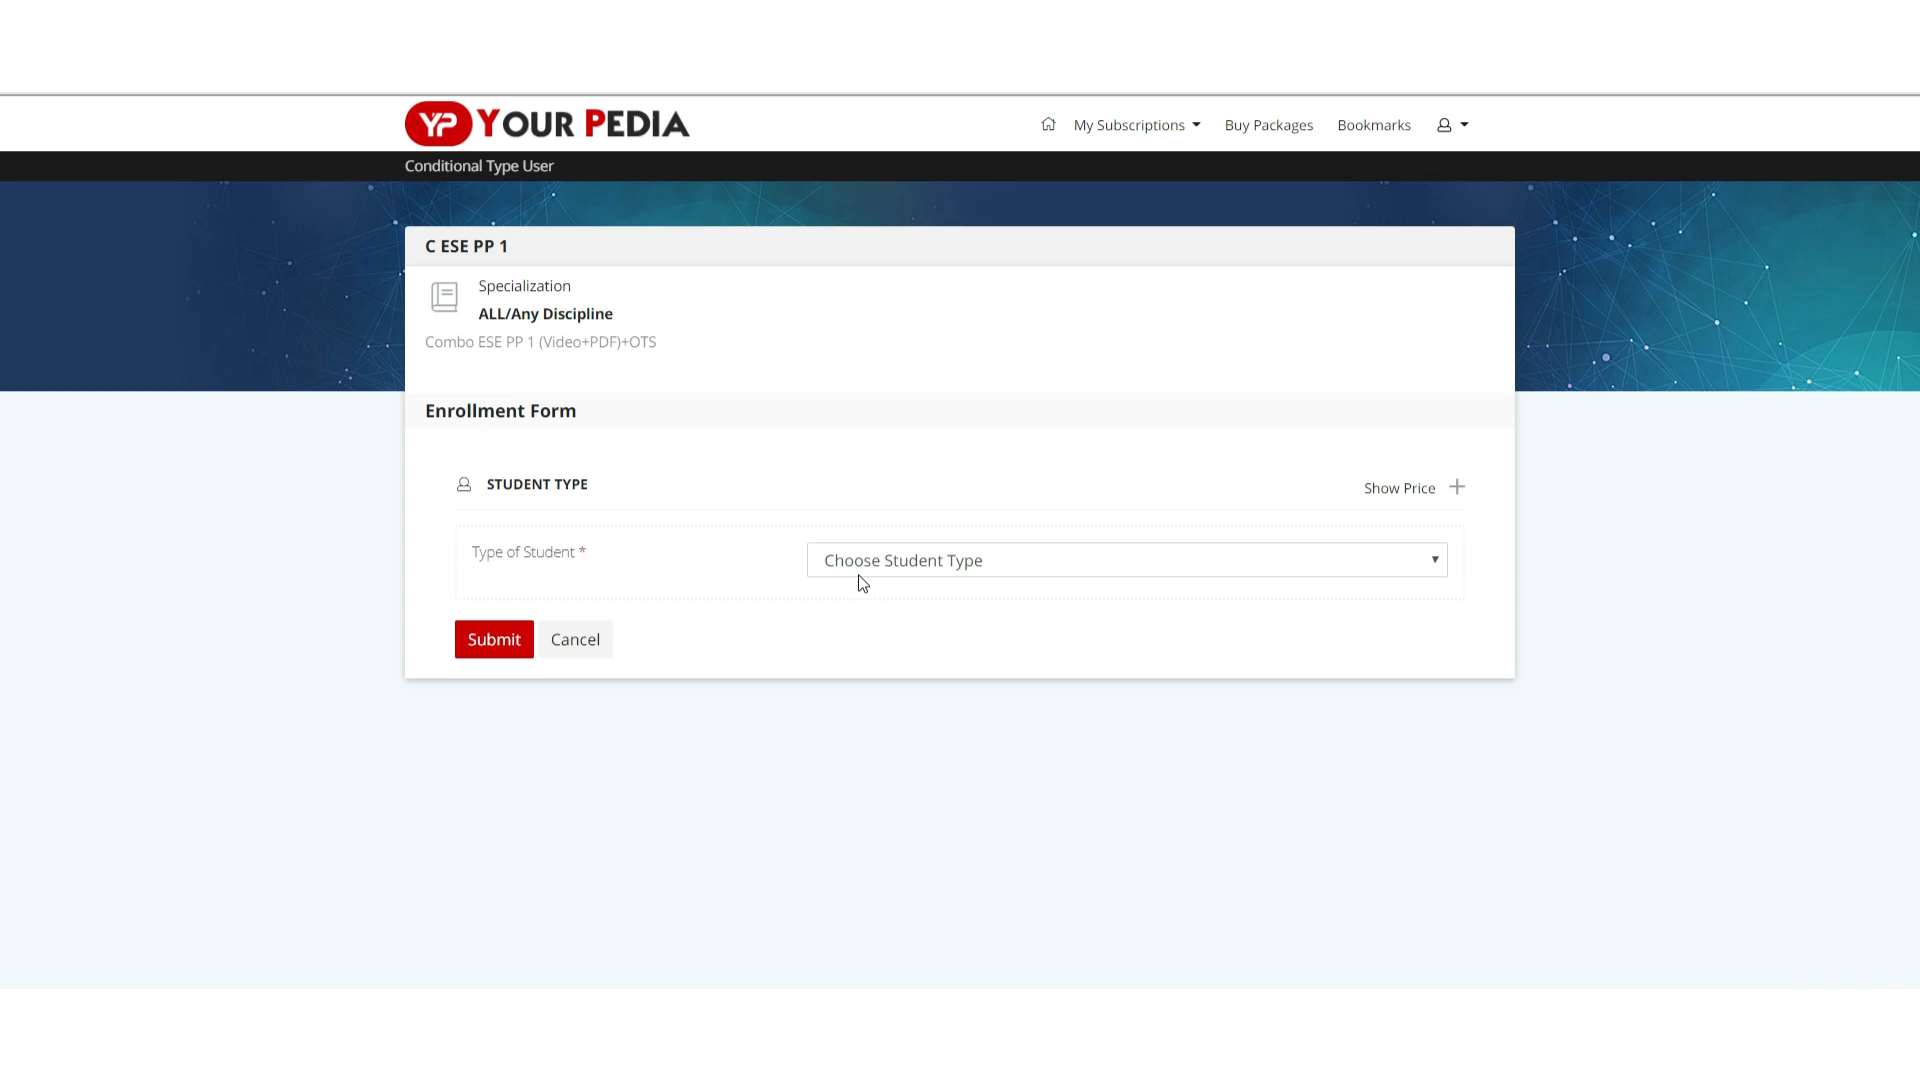 YP YOUR PEDIA
My Subscriptions
Buy Packages
Bookmarks
Conditional Type User
C ESE PP 1
Specialization
ALL/Any Discipline
Combo ESE PP 1 (Video+PDF)+OTS
Enrollment Form
STUDENT TYPE
Show Price
Type of Student *
Choose Student Type
Submit
Cancel